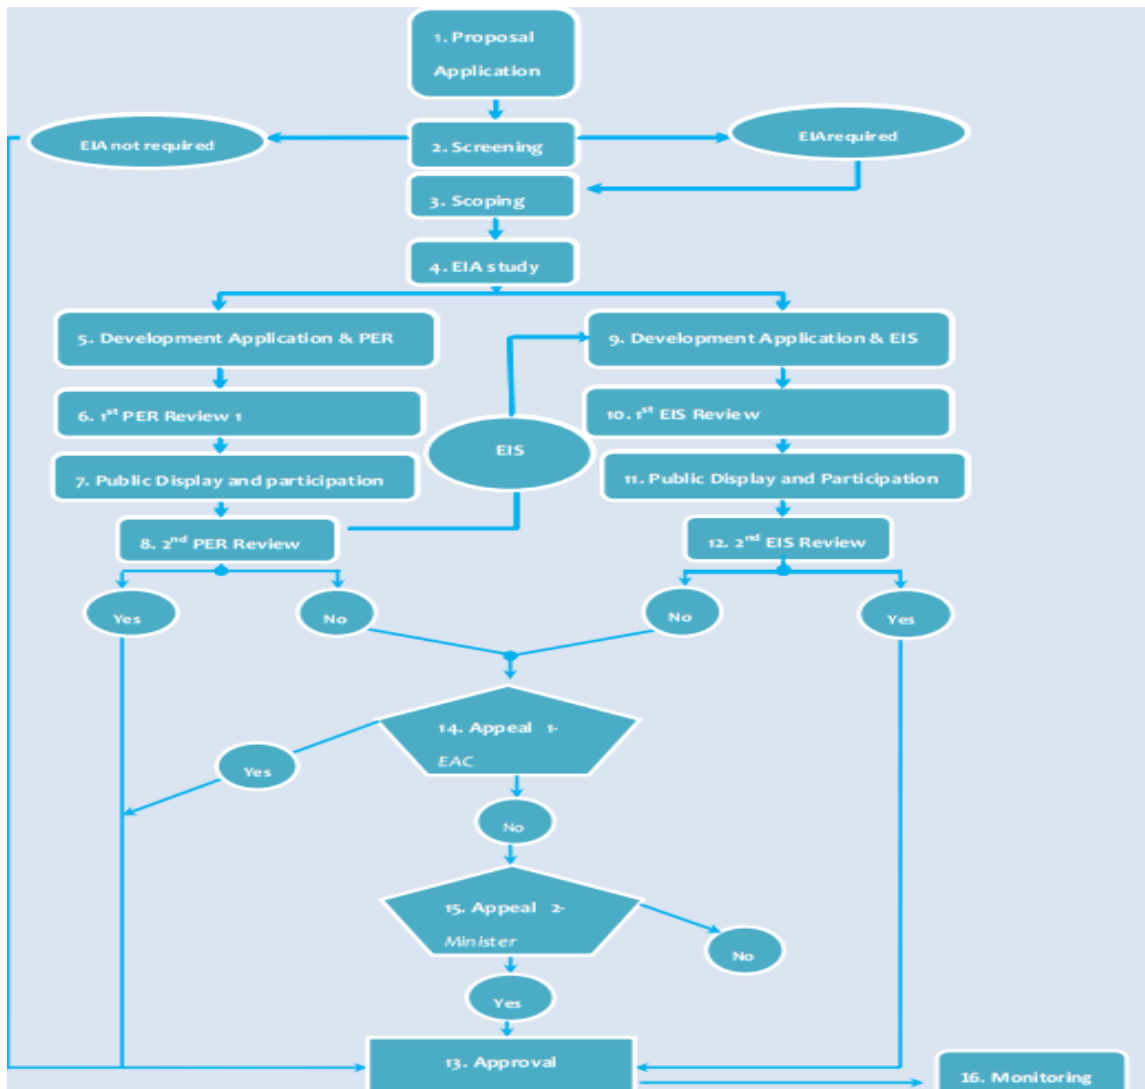 1. Proposal
Application
EIA not required
2. Screening
EIA required
3. Scoping
4. EIA study
5. Development Application & PER
9. Development Application & EIS
6. 1st PER Review 1
10. 1st EIS Review
EIS
7. Public Display and participation
11. Public Display and Participation
8. 2nd PER Review
12. 2nd EIS Review
Yes
No
No
Yes
14. Appeal 1-
EAC
Yes
No
15. Appeal 2-
Minister
No
Yes
13. Approval
16. Monitoring